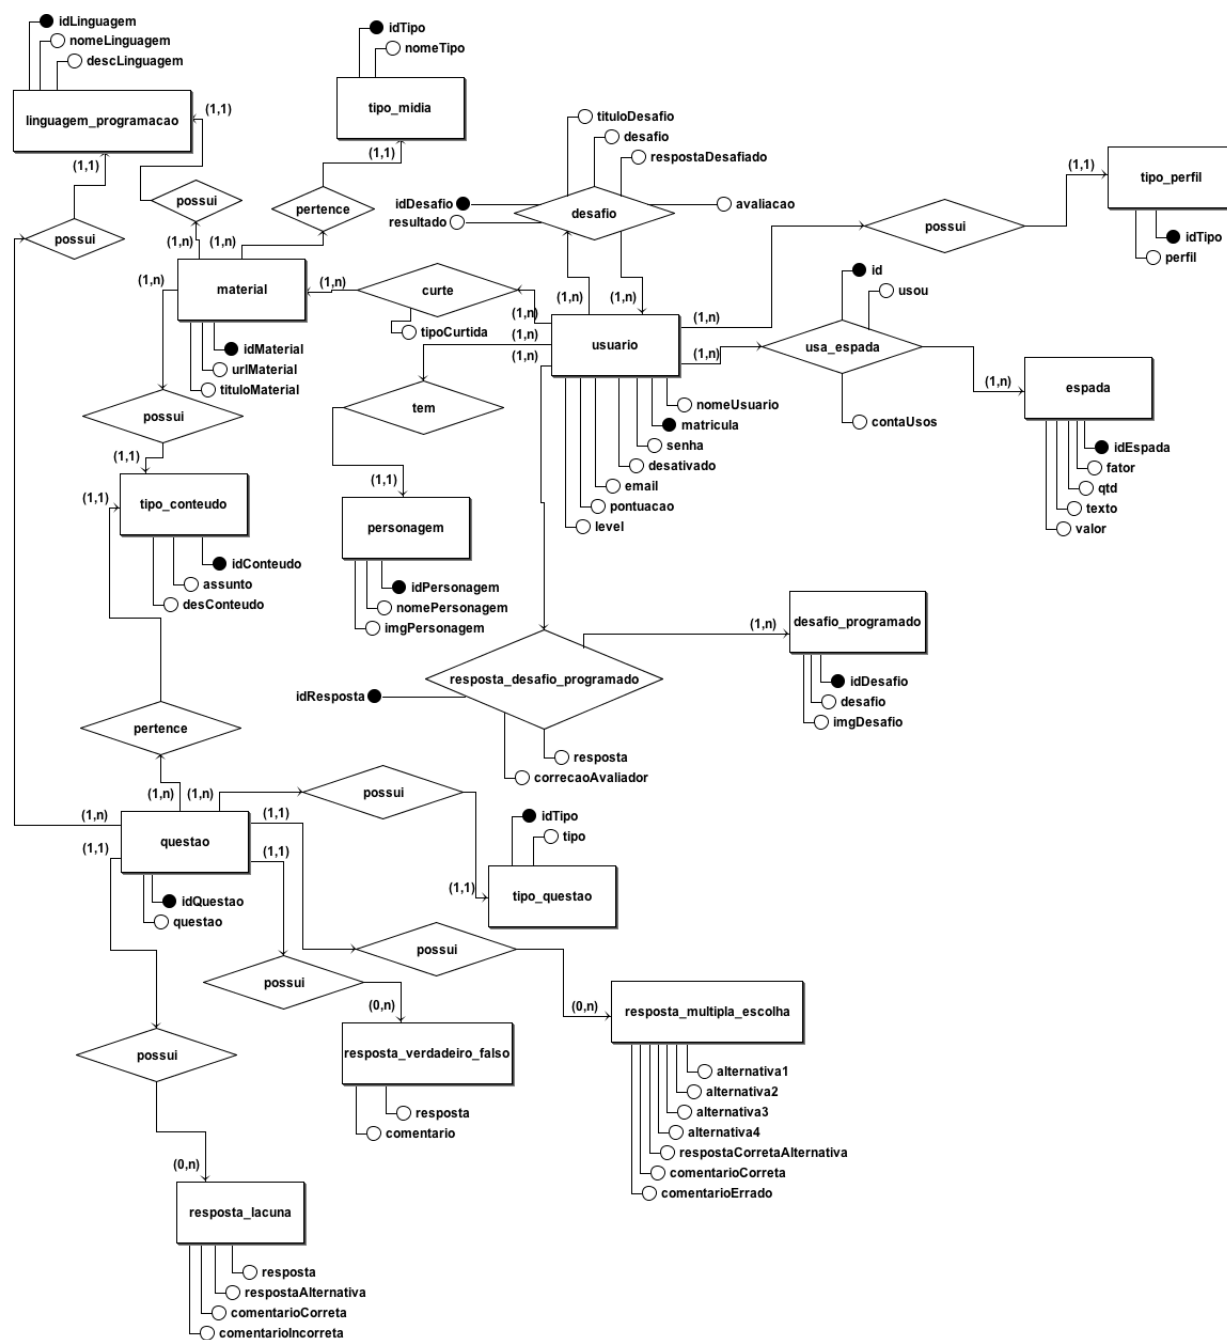 idLinguagem
nomeLinguagem
descLinguagem
linguagem_programacao
(1,1)
(1,1)
possui
possui
(1,n)
(1,n)
idTipo
nomeTipo
tipo_midia
(1,1)
pertence
tituloDesafio
desafio
respostaDesafiado
idDesafio
resultado
desafio
avaliacao
(1,n)
(1,n)
tipo_perfil
(1,1)
idTipo
perfil
possui
(1,n)
material
(1,n)
idMaterial
urlMaterial
tituloMaterial
(1,n)
curte
tipoCurtida
(1,n)
(1,n)
(1,n)
usuario
(1,n)
(1,n)
id
usou
usa_espada
contaUsos
(1,n)
espada
idEspada
fator
qtd
texto
valor
nomeUsuario
matricula
senha
desativado
email
pontuacao
level
tem
(1,1)
personagem
idPersonagem
nomePersonagem
imgPersonagem
possui
(1,1)
(1,1)
tipo_conteudo
idConteudo
assunto
desConteudo
pertence
(1,n)
(1,n)
resposta_desafio_programado
idResposta
resposta
correcaoAvaliador
(1,n)
desafio_programado
idDesafio
desafio
imgDesafio
(1,n)
(1,1)
questao
(1,1)
(1,1)
idQuestao
questao
possui
idTipo
tipo
(1,1)
tipo_questao
possui
possui
(0,n)
resposta_multipla_escolha
alternativa1
alternativa2
alternativa3
alternativa4
respostaCorretaAlternativa
comentarioCorreta
comentarioErrado
(0,n)
resposta_verdadeiro_falso
resposta
comentario
possui
(0,n)
resposta_lacuna
resposta
respostaAlternativa
comentarioCorreta
comentarioIncorreta